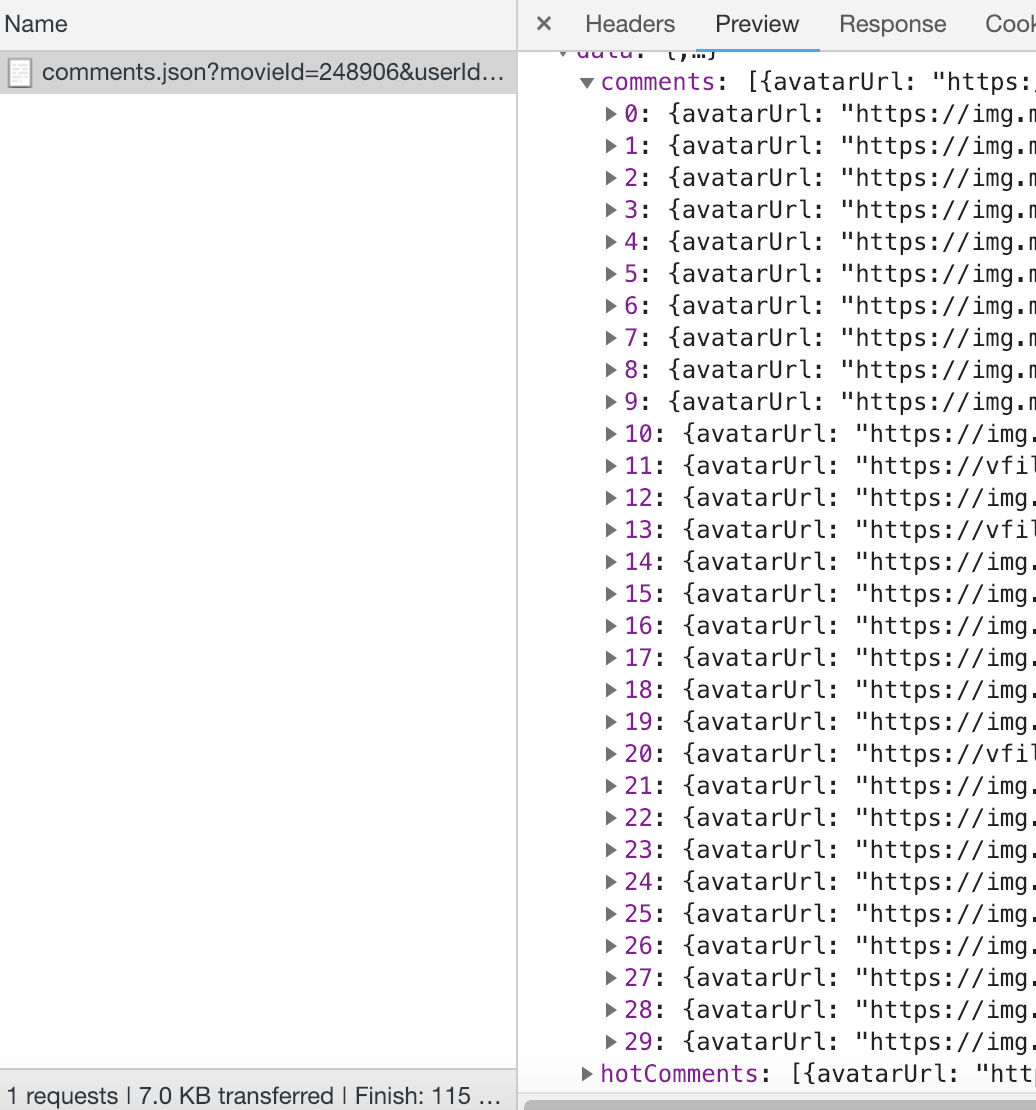 Name
comments.json?movieId=248906&userId…
1 requests | 7.0 KB transferred | Finish: 115 …
× Headers Preview Response Cook
data: {,…}
▼ comments: [{avatarUrl: "https:/
▶ 0: {avatarUrl: "https://img.m
▶ 1: {avatarUrl: "https://img.m
▶ 2: {avatarUrl: "https://img.m
▶ 3: {avatarUrl: "https://img.m
▶ 4: {avatarUrl: "https://img.m
▶ 5: {avatarUrl: "https://img.m
▶ 6: {avatarUrl: "https://img.m
▶ 7: {avatarUrl: "https://img.m
▶ 8: {avatarUrl: "https://img.m
▶ 9: {avatarUrl: "https://img.m
▶ 10: {avatarUrl: "https://img.
▶ 11: {avatarUrl: "https://vfil
▶ 12: {avatarUrl: "https://img.
▶ 13: {avatarUrl: "https://vfil
▶ 14: {avatarUrl: "https://img.
▶ 15: {avatarUrl: "https://img.
▶ 16: {avatarUrl: "https://img.
▶ 17: {avatarUrl: "https://img.
▶ 18: {avatarUrl: "https://img.
▶ 19: {avatarUrl: "https://img.
▶ 20: {avatarUrl: "https://vfil
▶ 21: {avatarUrl: "https://img.
▶ 22: {avatarUrl: "https://img.
▶ 23: {avatarUrl: "https://img.
▶ 24: {avatarUrl: "https://img.
▶ 25: {avatarUrl: "https://img.
▶ 26: {avatarUrl: "https://img.
▶ 27: {avatarUrl: "https://img.
▶ 28: {avatarUrl: "https://img.
▶ 29: {avatarUrl: "https://img.
▶ hotComments: [{avatarUrl: "http